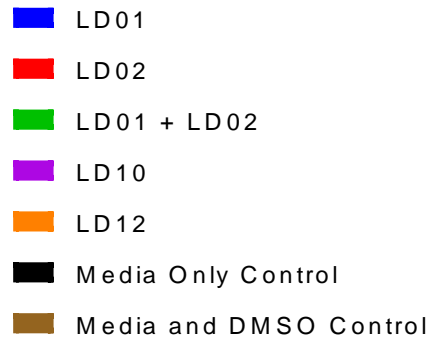 LD01
LD02
LD01 + LD02
LD10
LD12
Media Only Control
Media and DMSO Control